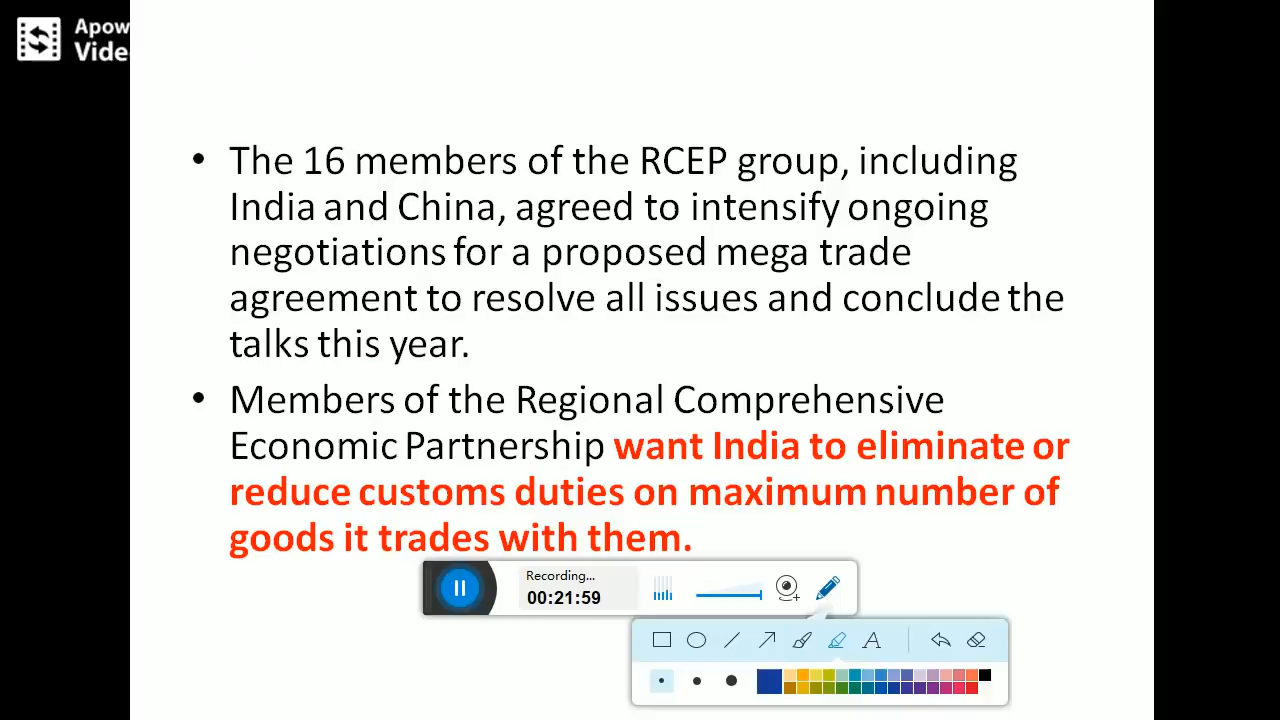 Apow
Vide
• The 16 members of the RCEP group, including
India and China, agreed to intensify ongoing
negotiations for a proposed mega trade
agreement to resolve all issues and conclude the
talks this year.
• Members of the Regional Comprehensive
Economic Partnership want India to eliminate or
reduce customs duties on maximum number of
goods it trades with them.
Recording...
00:21:59
A